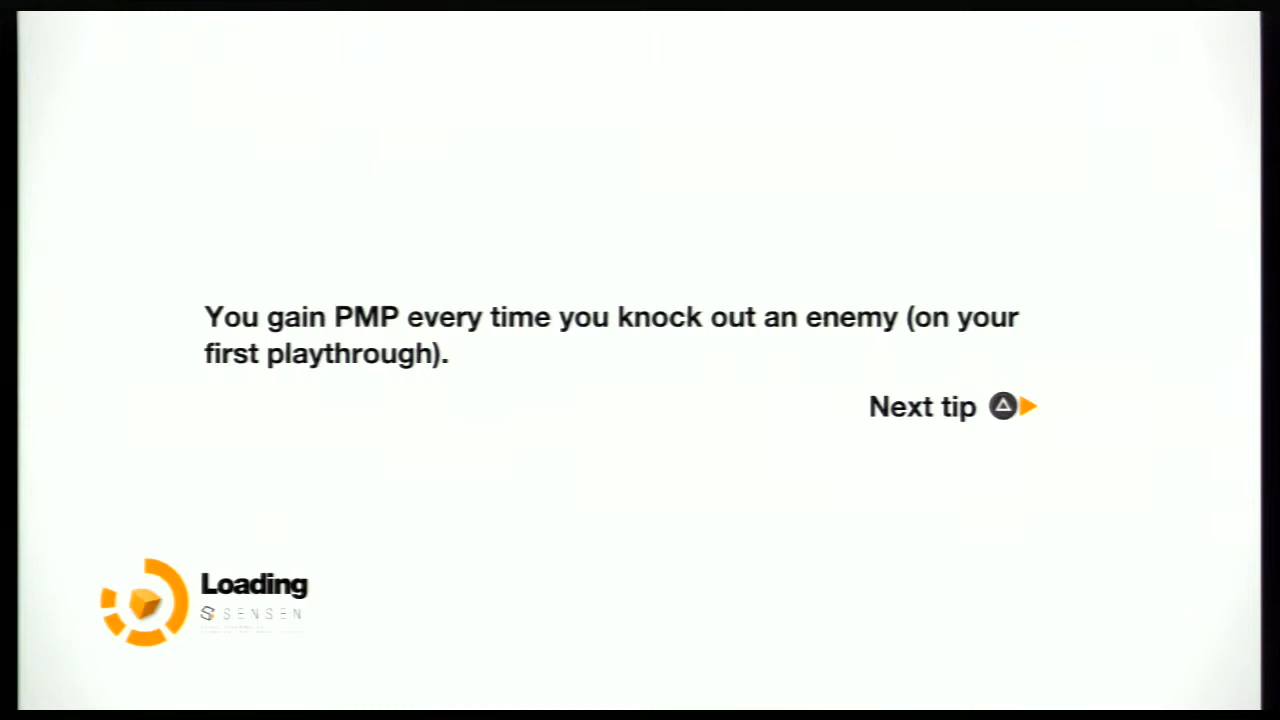 You gain PMP every time you knock out an enemy (on your
first playthrough).
Next tip
Loading
SENSEN